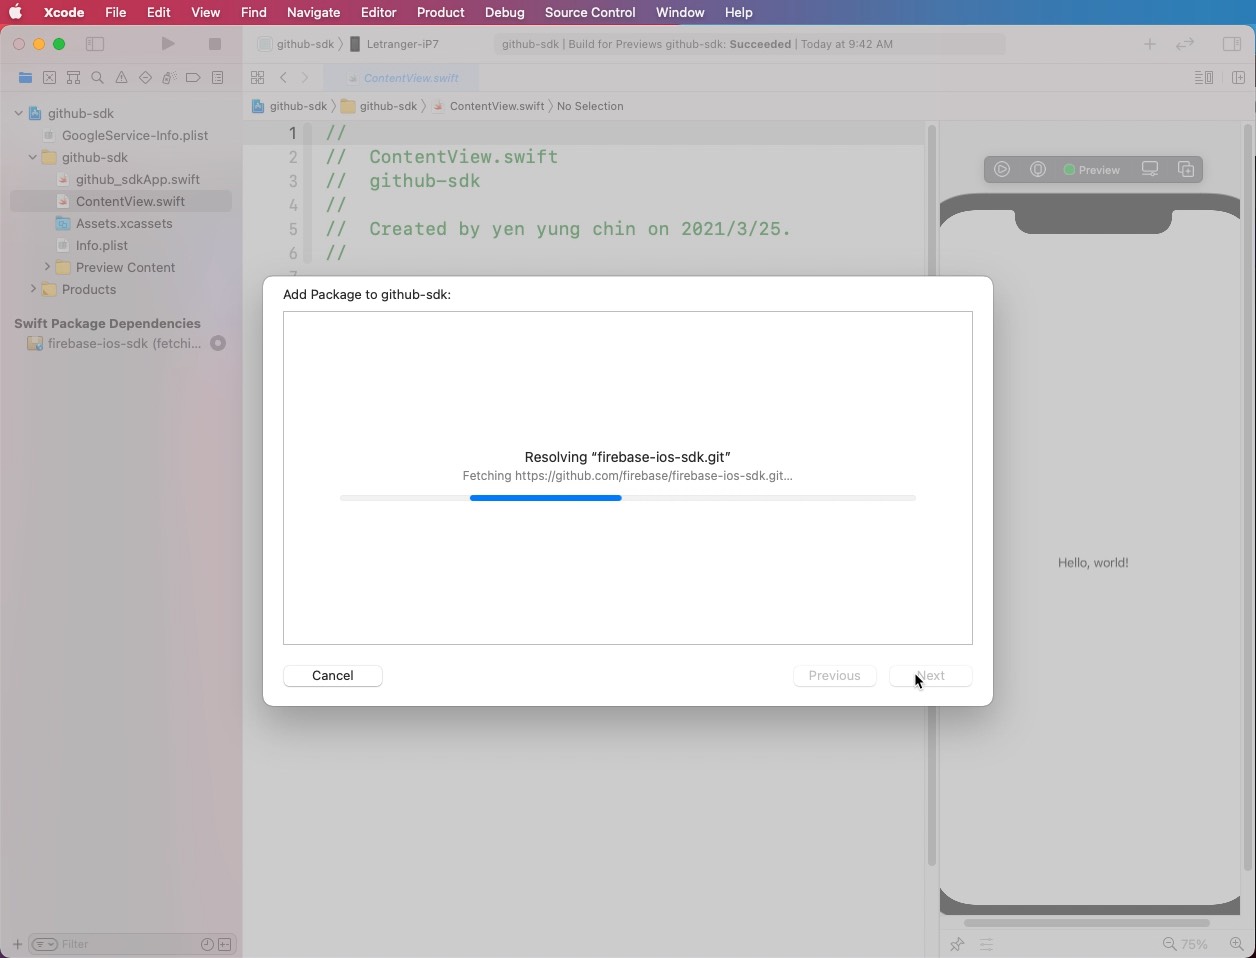 Xcode File Edit View Find Navigate Editor Product Debug Source Control Window Help
github-sdk Letranger-iP7
github-sdk | Build for Previews github-sdk: Succeeded | Today at 9:42 AM
ContentView.swift
github-sdk github-sdk ContentView.swift No Selection
github-sdk
GoogleService-Info.plist
github-sdk
github_sdkApp.swift
ContentView.swift
Assets.xcassets
Info.plist
Preview Content
Products
Swift Package Dependencies
firebase-ios-sdk (fetchi...
Filter
1 //
2 // ContentView.swift
3 // github-sdk
4 //
5 // Created by yen yung chin on 2021/3/25.
6 //
7
Preview
Hello, world!
75%
Add Package to github-sdk:
Resolving “firebase-ios-sdk.git”
Fetching https://github.com/firebase/firebase-ios-sdk.git...
Cancel
Previous
Next